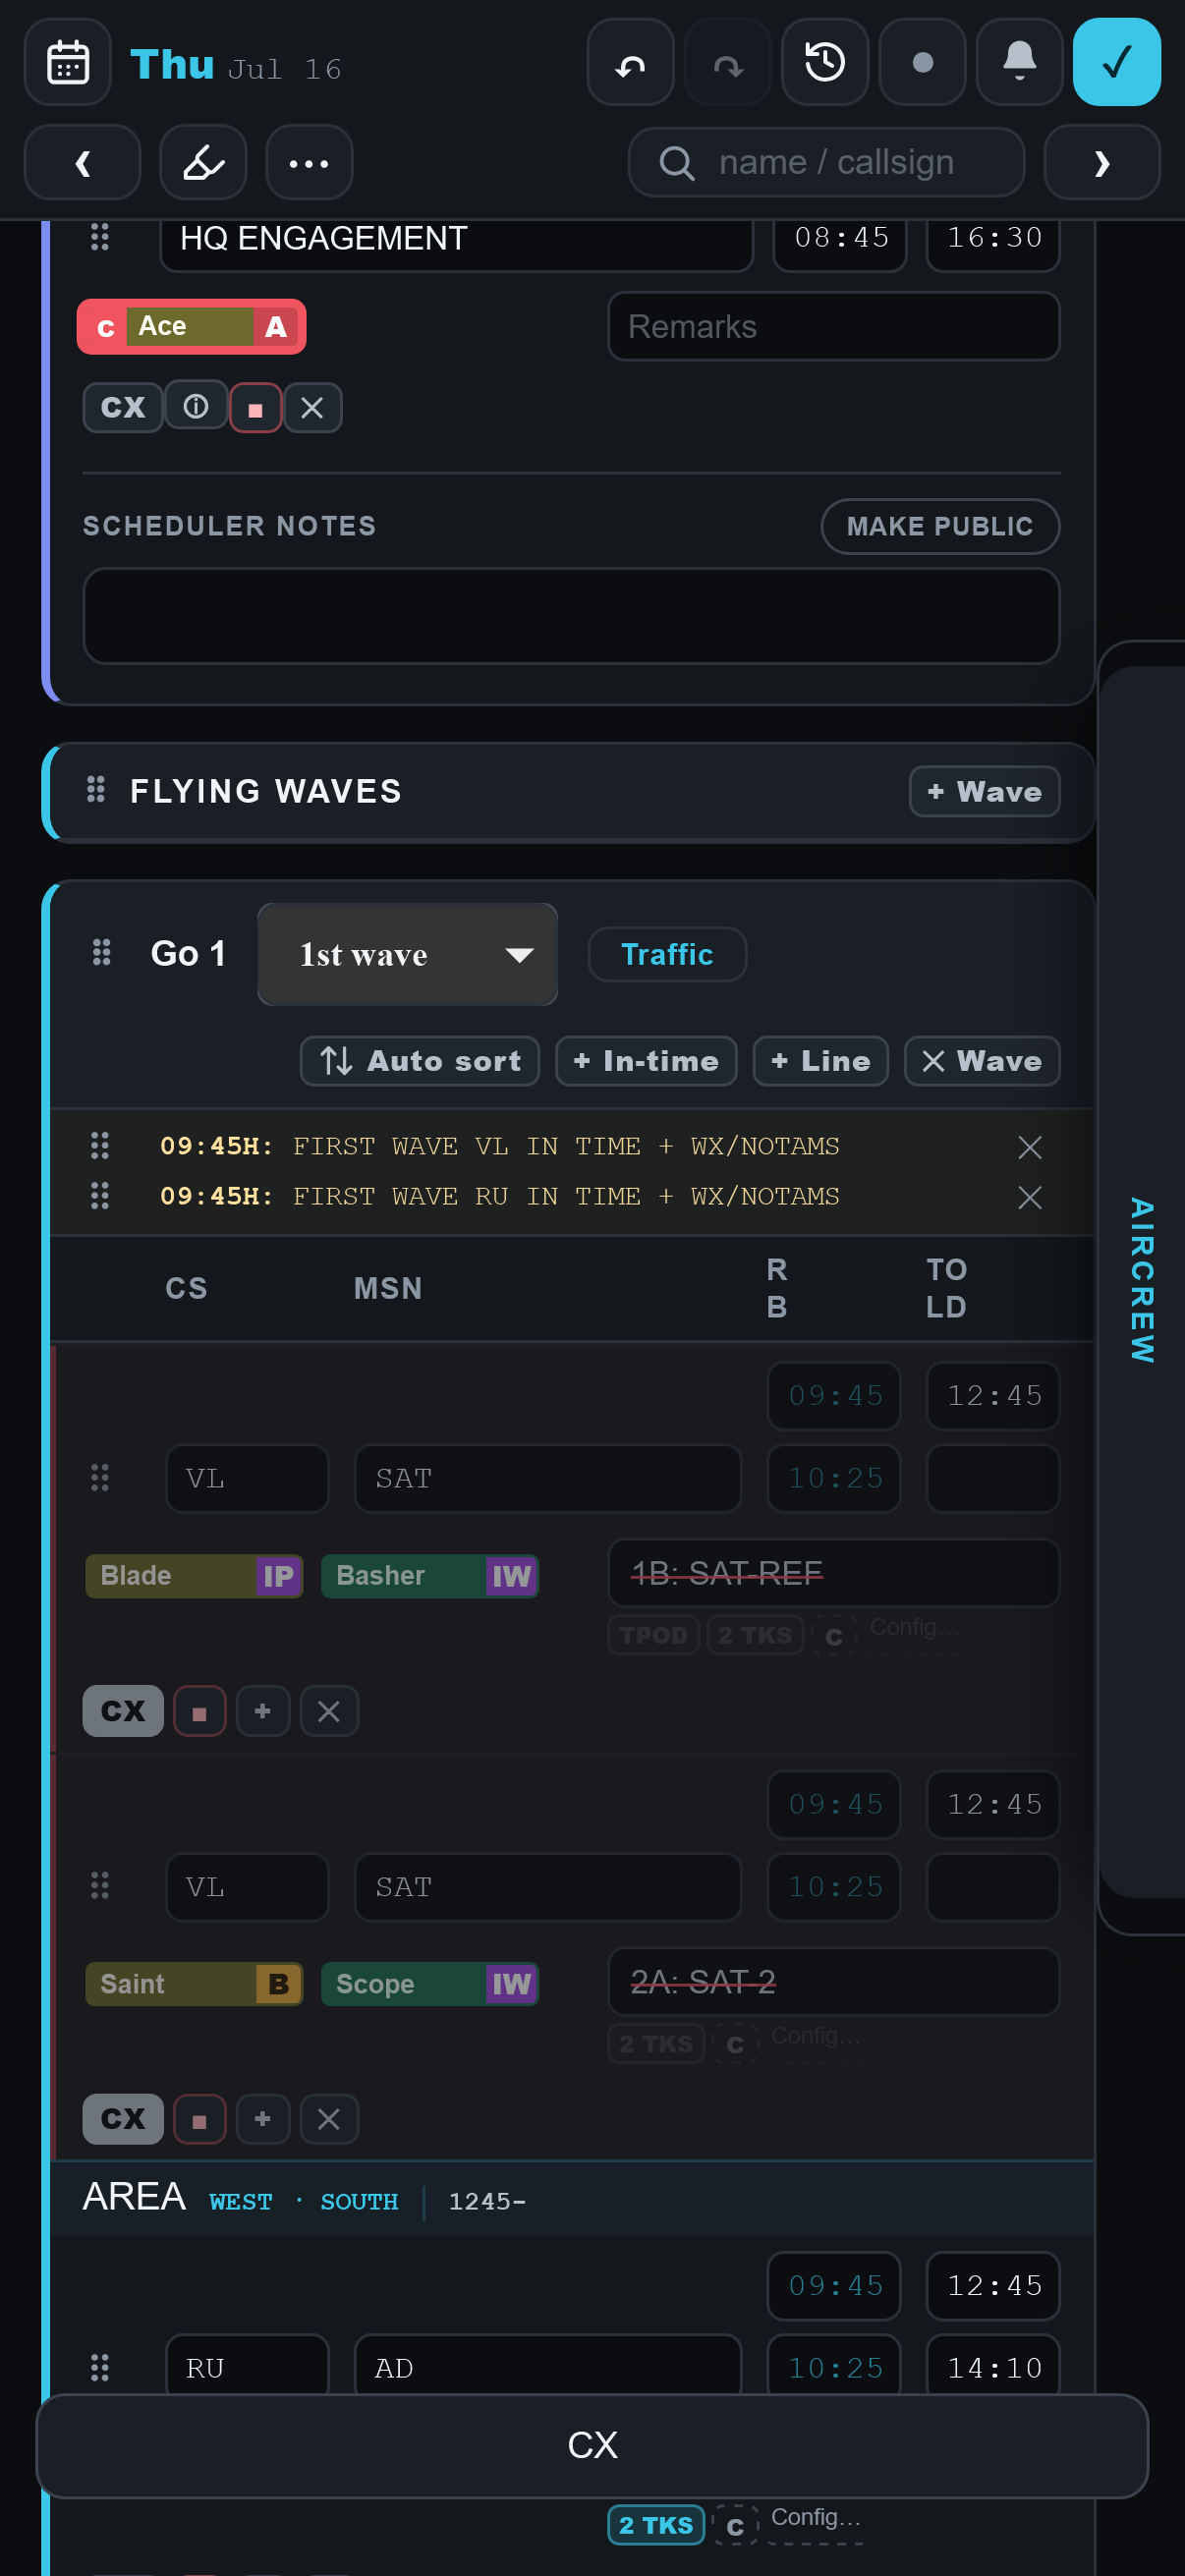 Thu Jul 16
name / callsign
HQ ENGAGEMENT 08:45 16:30
c Ace A Remarks
CX
SCHEDULER NOTES MAKE PUBLIC
FLYING WAVES + Wave
Go 1 1st wave Traffic
Auto sort + In-time + Line × Wave
09:45H: FIRST WAVE VL IN TIME + WX/NOTAMS
09:45H: FIRST WAVE RU IN TIME + WX/NOTAMS
CS MSN R TO
B LD
AIRCREW
09:45 12:45
VL SAT 10:25
Blade IP Basher IW 1B: SAT-REF
TPOD 2 TKS C Config...
CX + ×
09:45 12:45
VL SAT 10:25
Saint B Scope IW 2A: SAT-2
2 TKS C Config...
CX + ×
AREA WEST · SOUTH 1245-
09:45 12:45
RU AD 10:25 14:10
CX
2 TKS C Config...